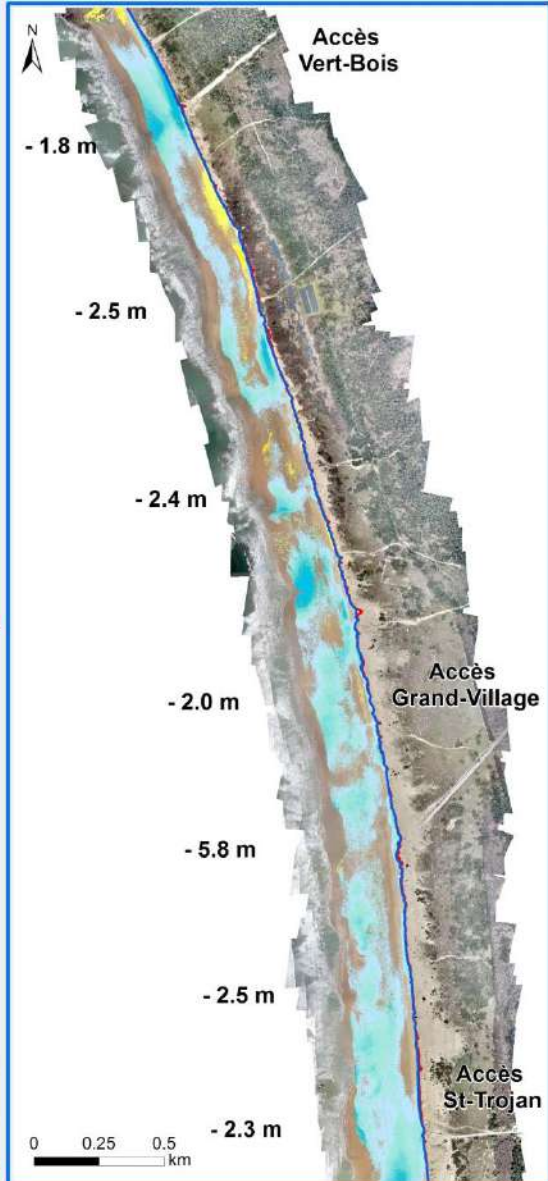 N
Accès
Vert-Bois
- 1.8 m
- 2.5 m
- 2.4 m
Accès
Grand-Village
- 2.0 m
- 5.8 m
- 2.5 m
Accès
St-Trojan
- 2.3 m
0 0.25 0.5
km